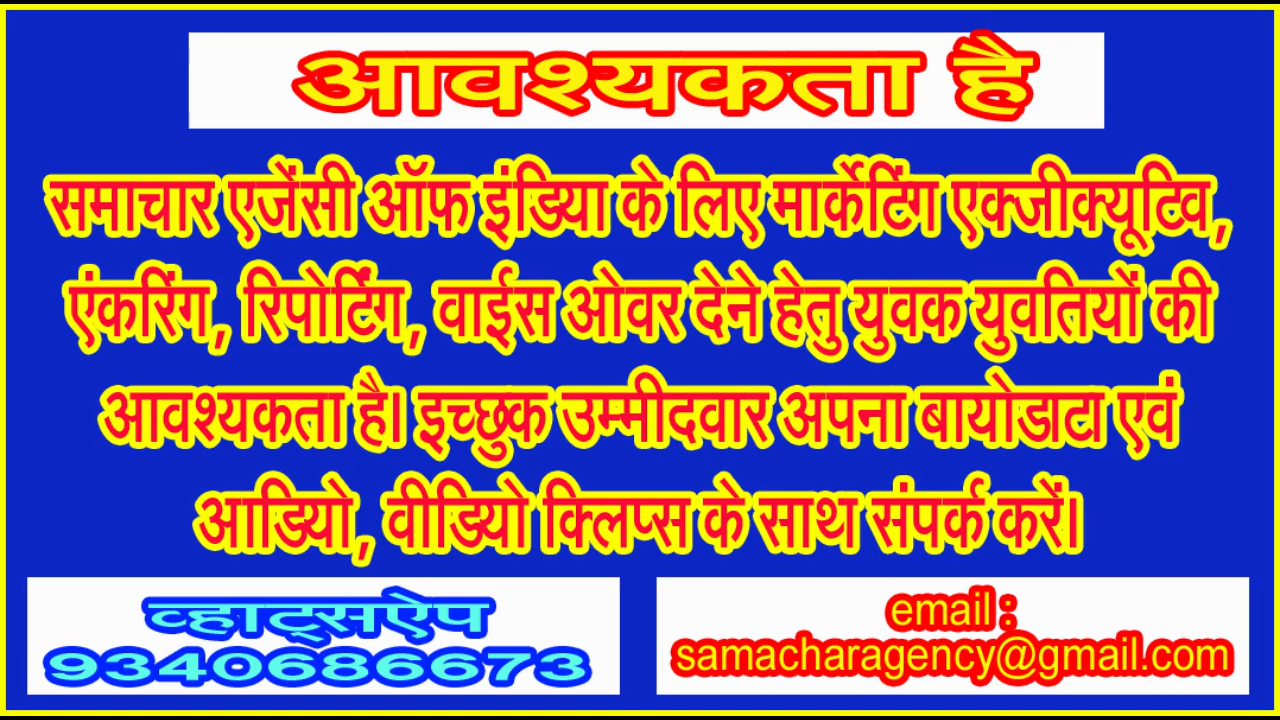 आवश्यकता है
समाचार एजेंसी ऑफ इंडिया के लिए मार्केटिंग एक्जीक्यूटिव,
एंकरिंग, रिपोर्टिंग, वाईस ओवर देने हेतु युवक युवतियों की
आवश्यकता है। इच्छुक उम्मीदवार अपना बायोडाटा एवं
आडियो, वीडियो क्लिप्स के साथ संपर्क करें।
व्हाट्सऐप
9340686673
email :
samacharagency@gmail.com